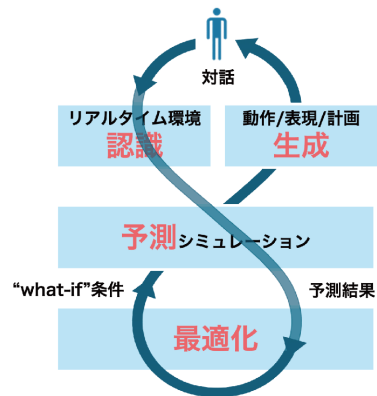 対話
リアルタイム環境
認識
動作/表現/計画
生成
予測シミュレーション
“what-if”条件
予測結果
最適化